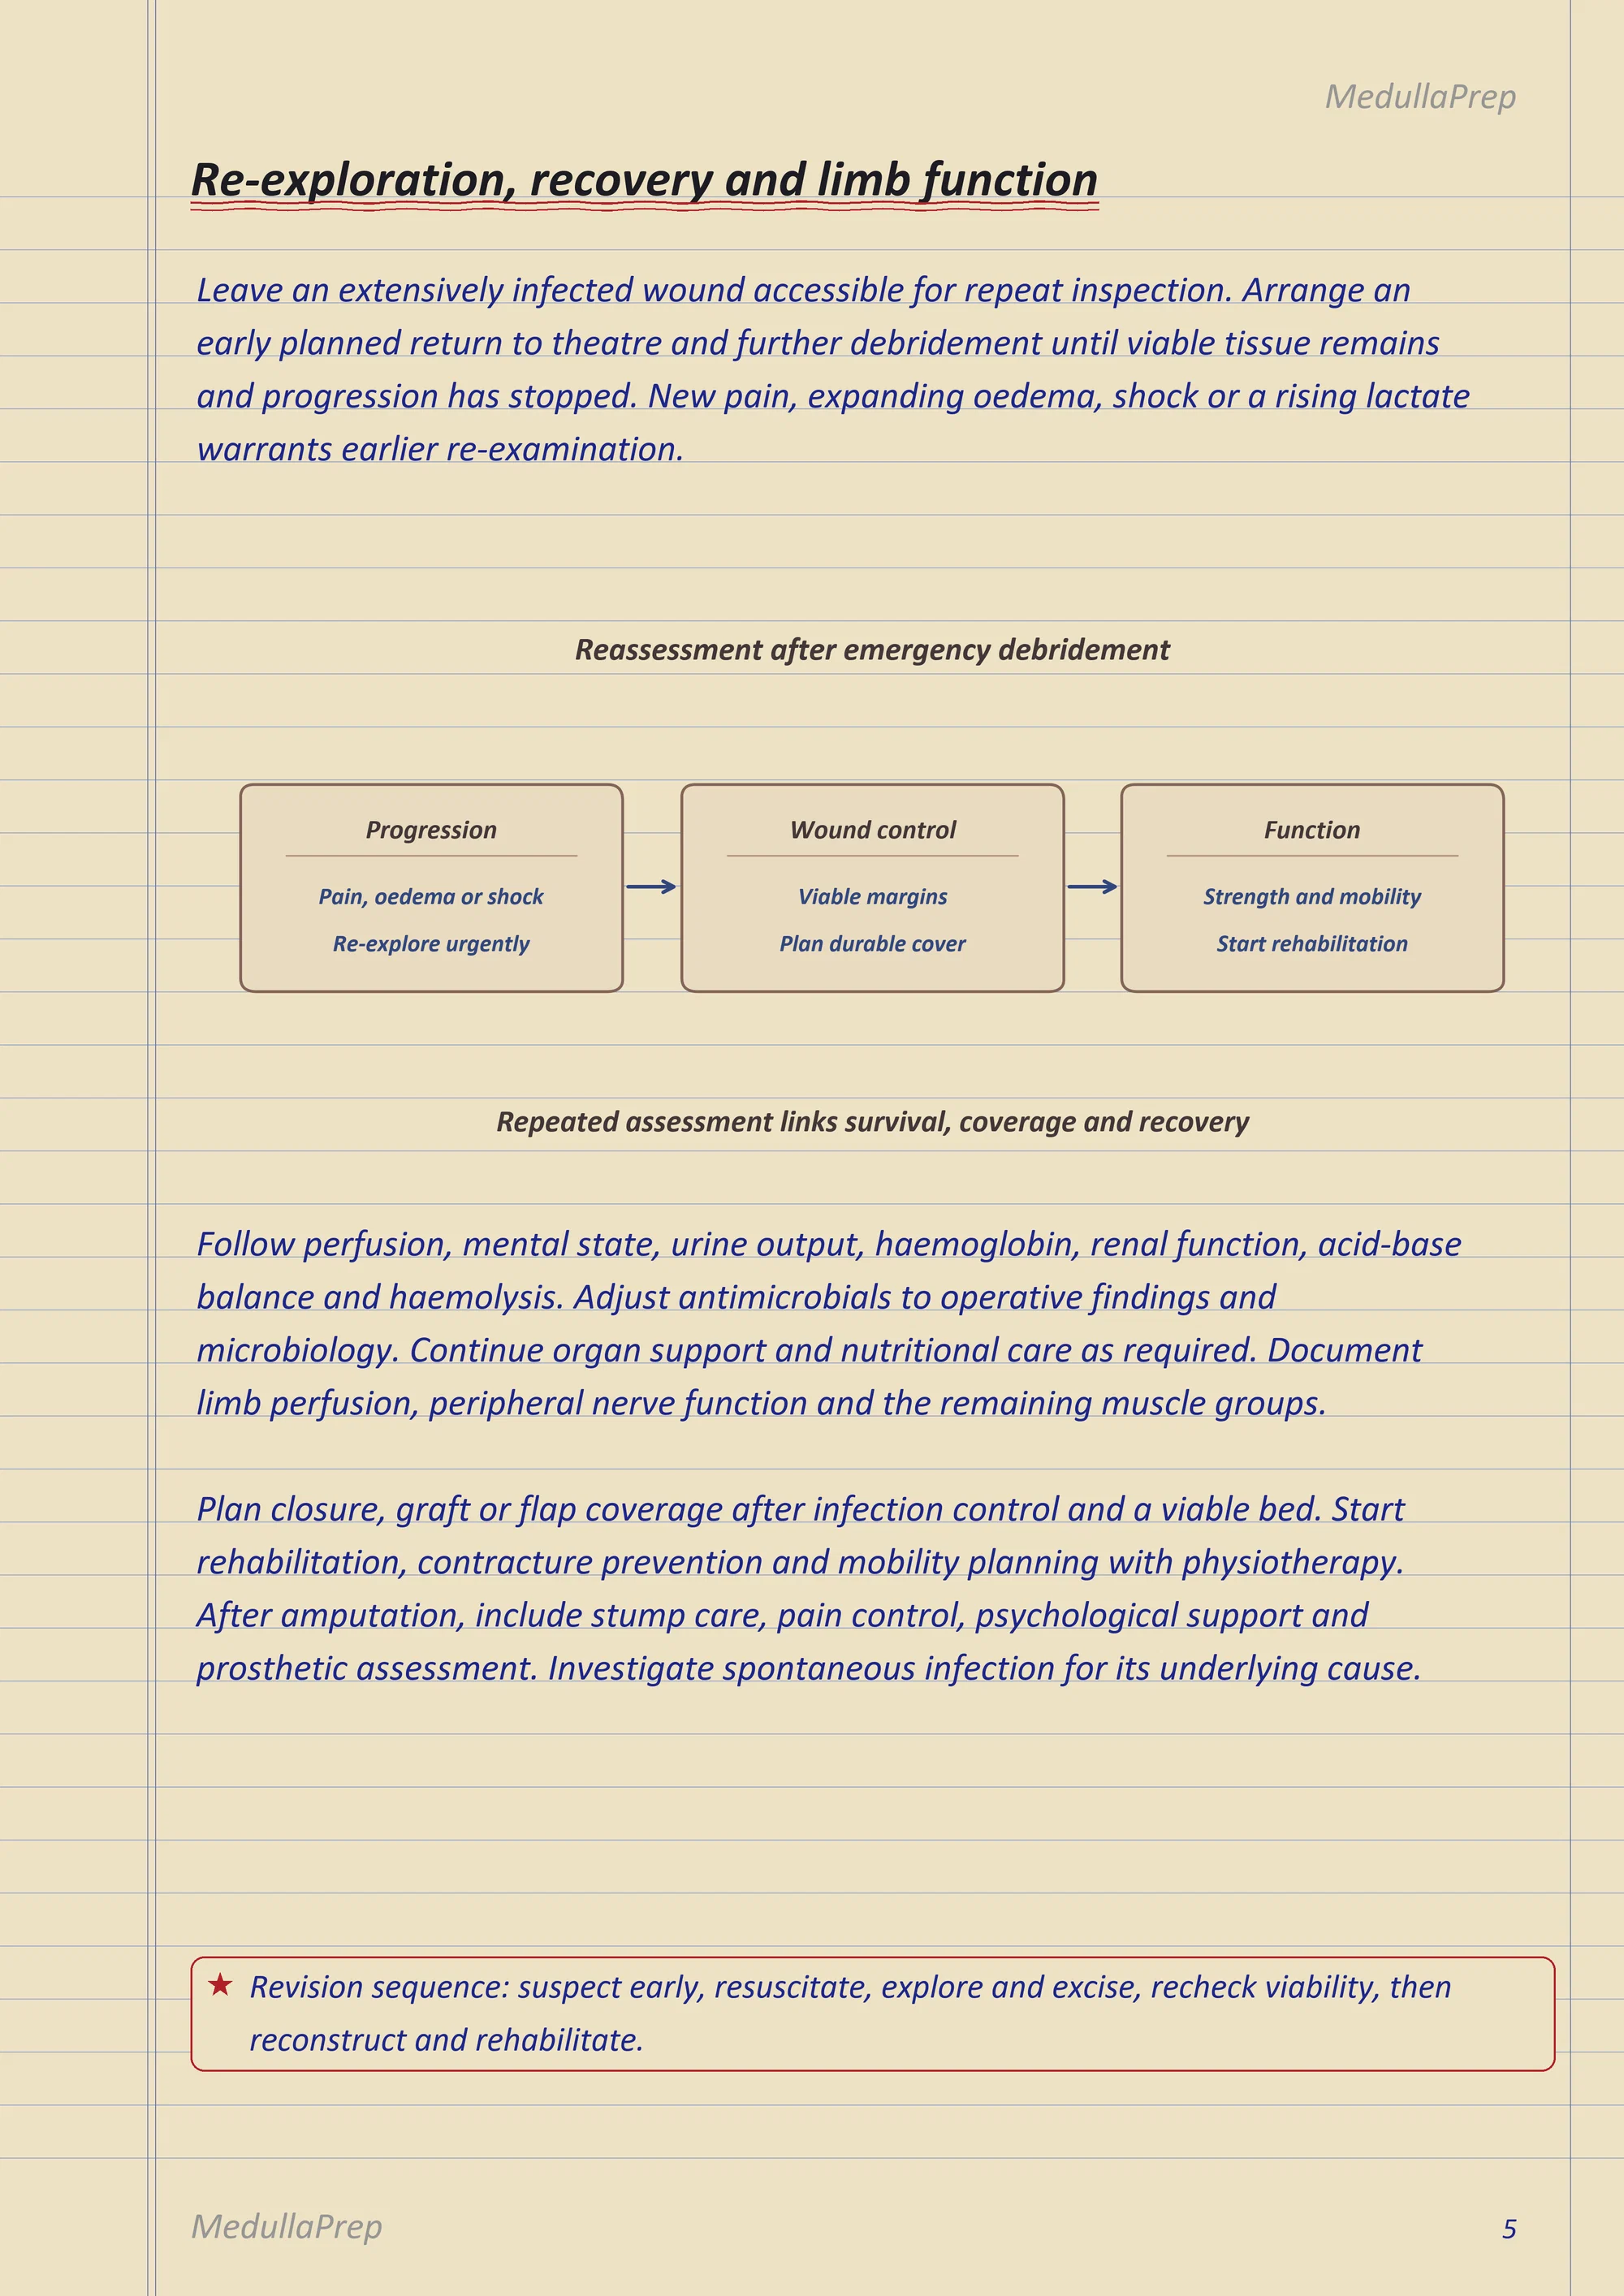 MedullaPrep
Re-exploration, recovery and limb function
Leave an extensively infected wound accessible for repeat inspection. Arrange an
early planned return to theatre and further debridement until viable tissue remains
and progression has stopped. New pain, expanding oedema, shock or a rising lactate
warrants earlier re-examination.
Reassessment after emergency debridement
Progression
Pain, oedema or shock
Re-explore urgently
Wound control
Viable margins
Plan durable cover
Function
Strength and mobility
Start rehabilitation
Repeated assessment links survival, coverage and recovery
Follow perfusion, mental state, urine output, haemoglobin, renal function, acid-base
balance and haemolysis. Adjust antimicrobials to operative findings and
microbiology. Continue organ support and nutritional care as required. Document
limb perfusion, peripheral nerve function and the remaining muscle groups.
Plan closure, graft or flap coverage after infection control and a viable bed. Start
rehabilitation, contracture prevention and mobility planning with physiotherapy.
After amputation, include stump care, pain control, psychological support and
prosthetic assessment. Investigate spontaneous infection for its underlying cause.
★ Revision sequence: suspect early, resuscitate, explore and excise, recheck viability, then
reconstruct and rehabilitate.
MedullaPrep
5